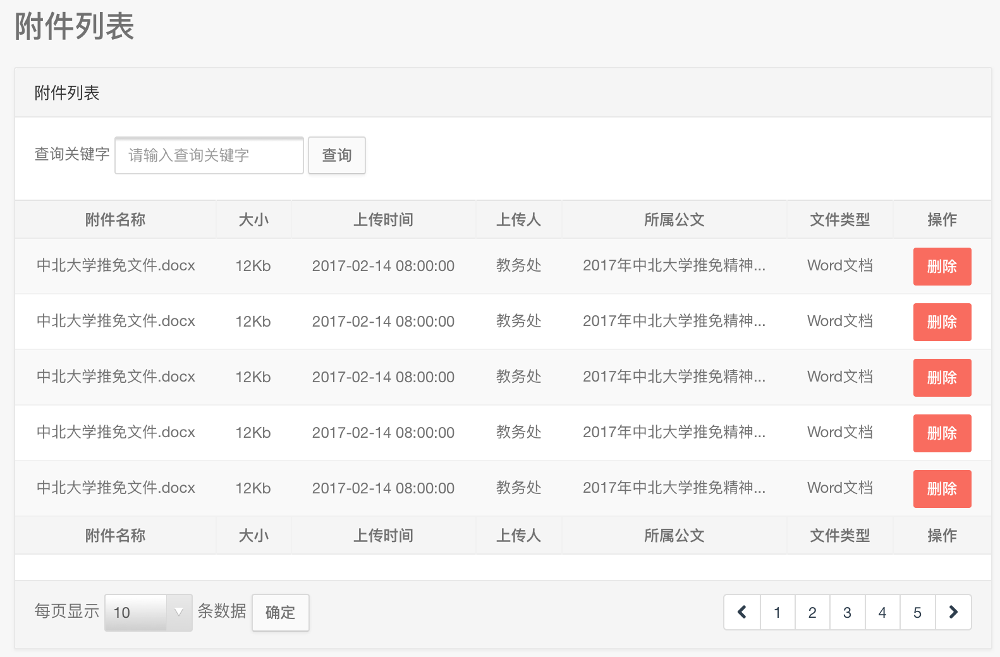 附件列表
附件列表
查询关键字 请输入查询关键字 查询
附件名称 大小 上传时间 上传人 所属公文 文件类型 操作
中北大学推免文件.docx 12Kb 2017-02-14 08:00:00 教务处 2017年中北大学推免精神... Word文档 删除
中北大学推免文件.docx 12Kb 2017-02-14 08:00:00 教务处 2017年中北大学推免精神... Word文档 删除
中北大学推免文件.docx 12Kb 2017-02-14 08:00:00 教务处 2017年中北大学推免精神... Word文档 删除
中北大学推免文件.docx 12Kb 2017-02-14 08:00:00 教务处 2017年中北大学推免精神... Word文档 删除
中北大学推免文件.docx 12Kb 2017-02-14 08:00:00 教务处 2017年中北大学推免精神... Word文档 删除
附件名称 大小 上传时间 上传人 所属公文 文件类型 操作
每页显示 10 条数据 确定 1 2 3 4 5